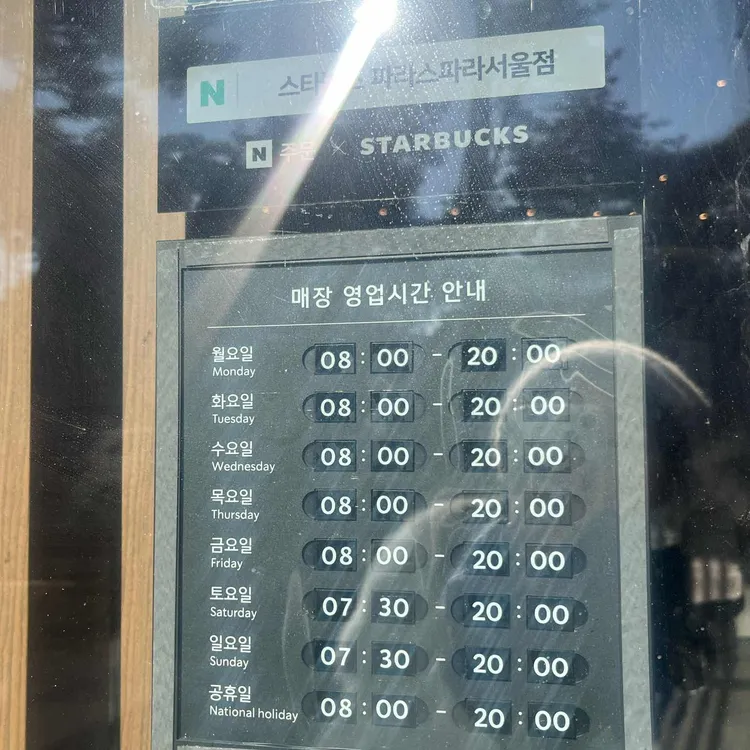 N 스타벅스 파라스파라서울점
N 주문 × STARBUCKS
매장 영업시간 안내
월요일 08:00 - 20:00
Monday
화요일 08:00 - 20:00
Tuesday
수요일 08:00 - 20:00
Wednesday
목요일 08:00 - 20:00
Thursday
금요일 08:00 - 20:00
Friday
토요일 07:30 - 20:00
Saturday
일요일 07:30 - 20:00
Sunday
공휴일 08:00 - 20:00
National holiday